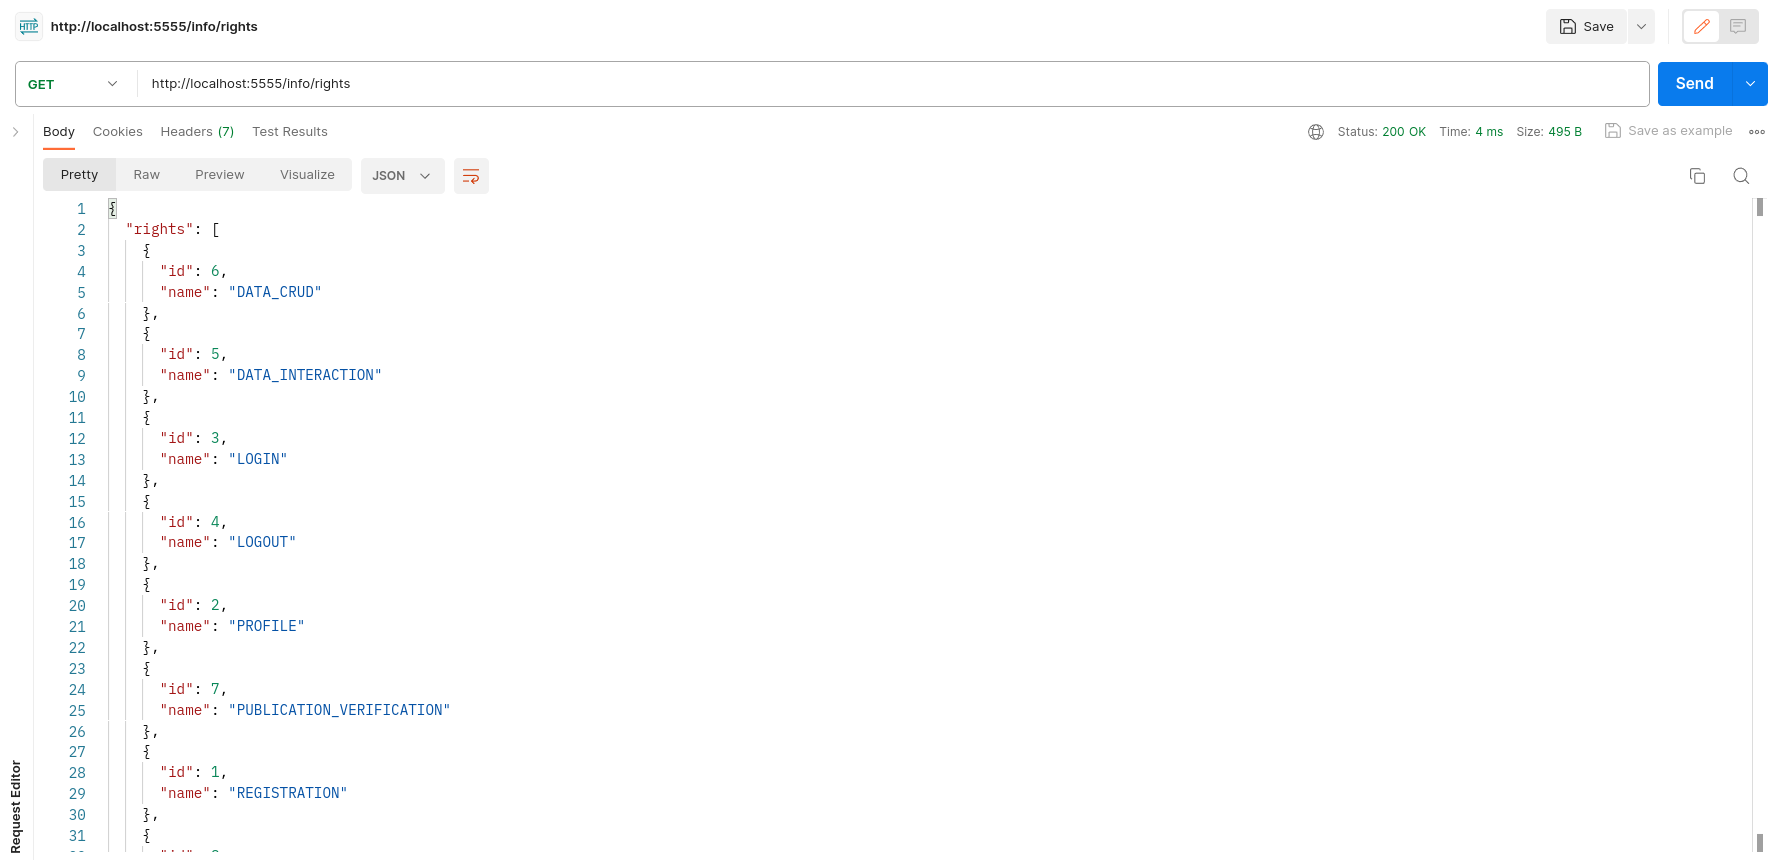 HTTP http://localhost:5555/info/rights Save
GET http://localhost:5555/info/rights Send
Body Cookies Headers (7) Test Results Status: 200 OK Time: 4 ms Size: 495 B Save as example
Pretty Raw Preview Visualize JSON
1 {
2 "rights": [
3 {
4 "id": 6,
5 "name": "DATA_CRUD"
6 },
7 {
8 "id": 5,
9 "name": "DATA_INTERACTION"
10 },
11 {
12 "id": 3,
13 "name": "LOGIN"
14 },
15 {
16 "id": 4,
17 "name": "LOGOUT"
18 },
19 {
20 "id": 2,
21 "name": "PROFILE"
22 },
23 {
24 "id": 7,
25 "name": "PUBLICATION_VERIFICATION"
26 },
27 {
28 "id": 1,
29 "name": "REGISTRATION"
30 },
31 {
Request Editor